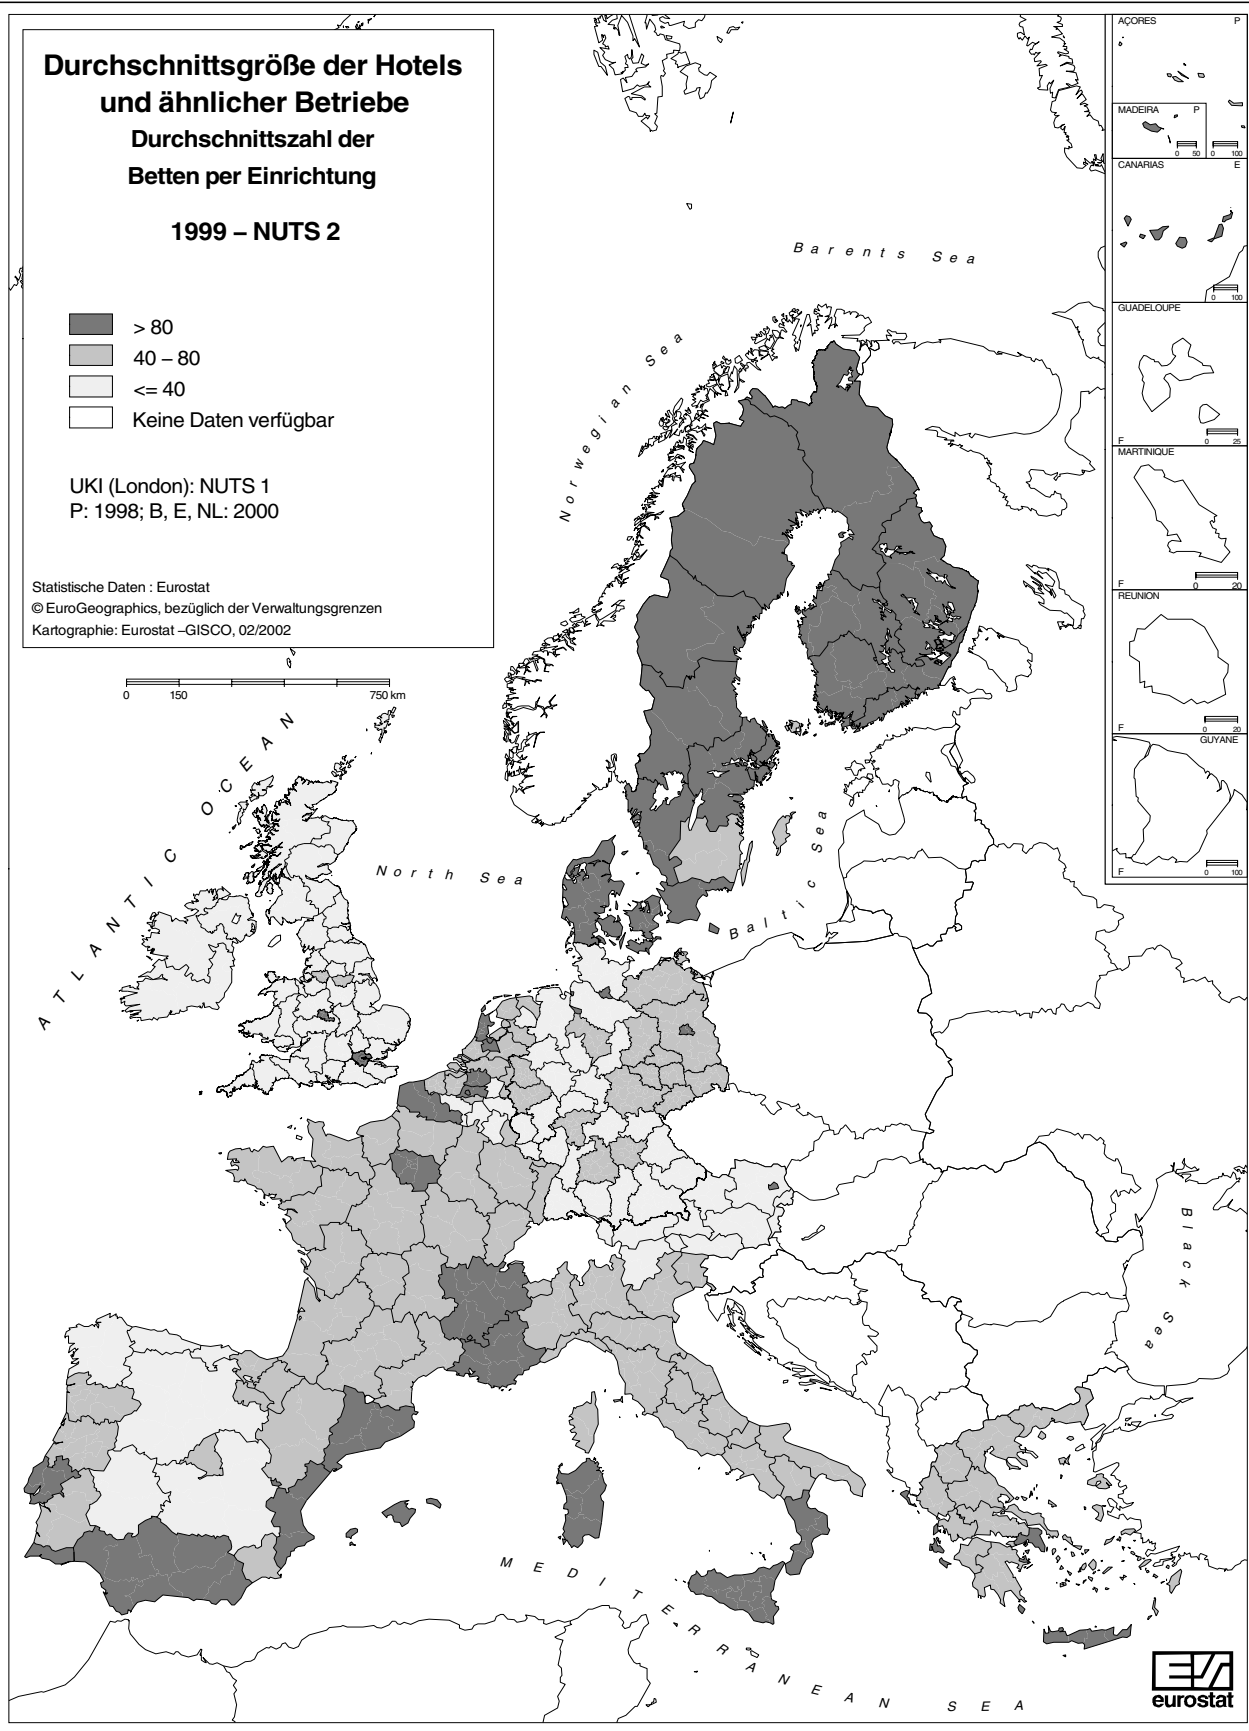 Durchschnittsgröße der Hotels
und ähnlicher Betriebe
Durchschnittszahl der
Betten per Einrichtung
1999 – NUTS 2
> 80
40 – 80
<= 40
Keine Daten verfügbar
UKI (London): NUTS 1
P: 1998; B, E, NL: 2000
Statistische Daten : Eurostat
© EuroGeographics, bezüglich der Verwaltungsgrenzen
Kartographie: Eurostat –GISCO, 02/2002
0 150 750 km
AÇORES P
MADEIRA P
0 50 0 100
CANARIAS E
0 100
GUADELOUPE
F 0 25
MARTINIQUE
F 0 20
REUNION
F 0 20
GUYANE
F 0 100
Barents Sea
Norwegian Sea
ATLANTIC OCEAN
North Sea
Baltic Sea
Black Sea
MEDITERRANEAN SEA
eurostat